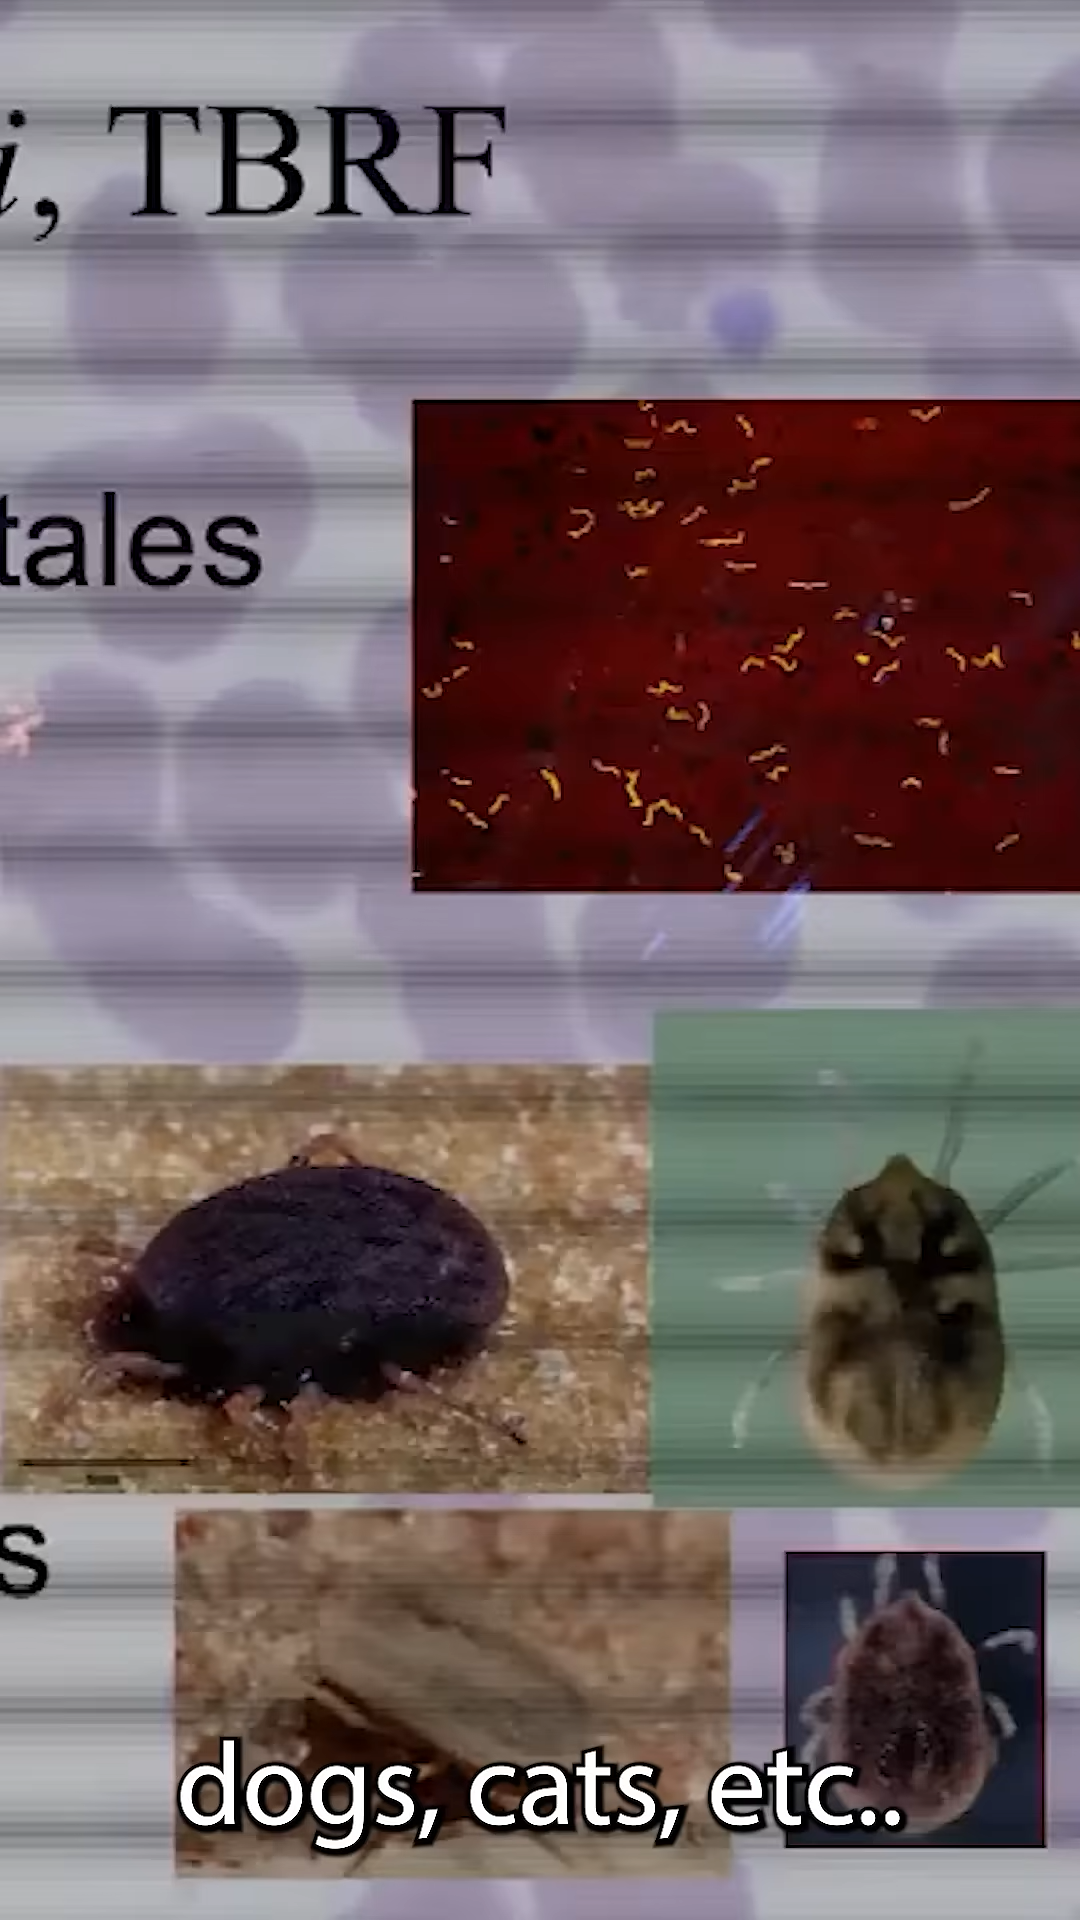 i, TBRF
tales
s
dogs, cats, etc..